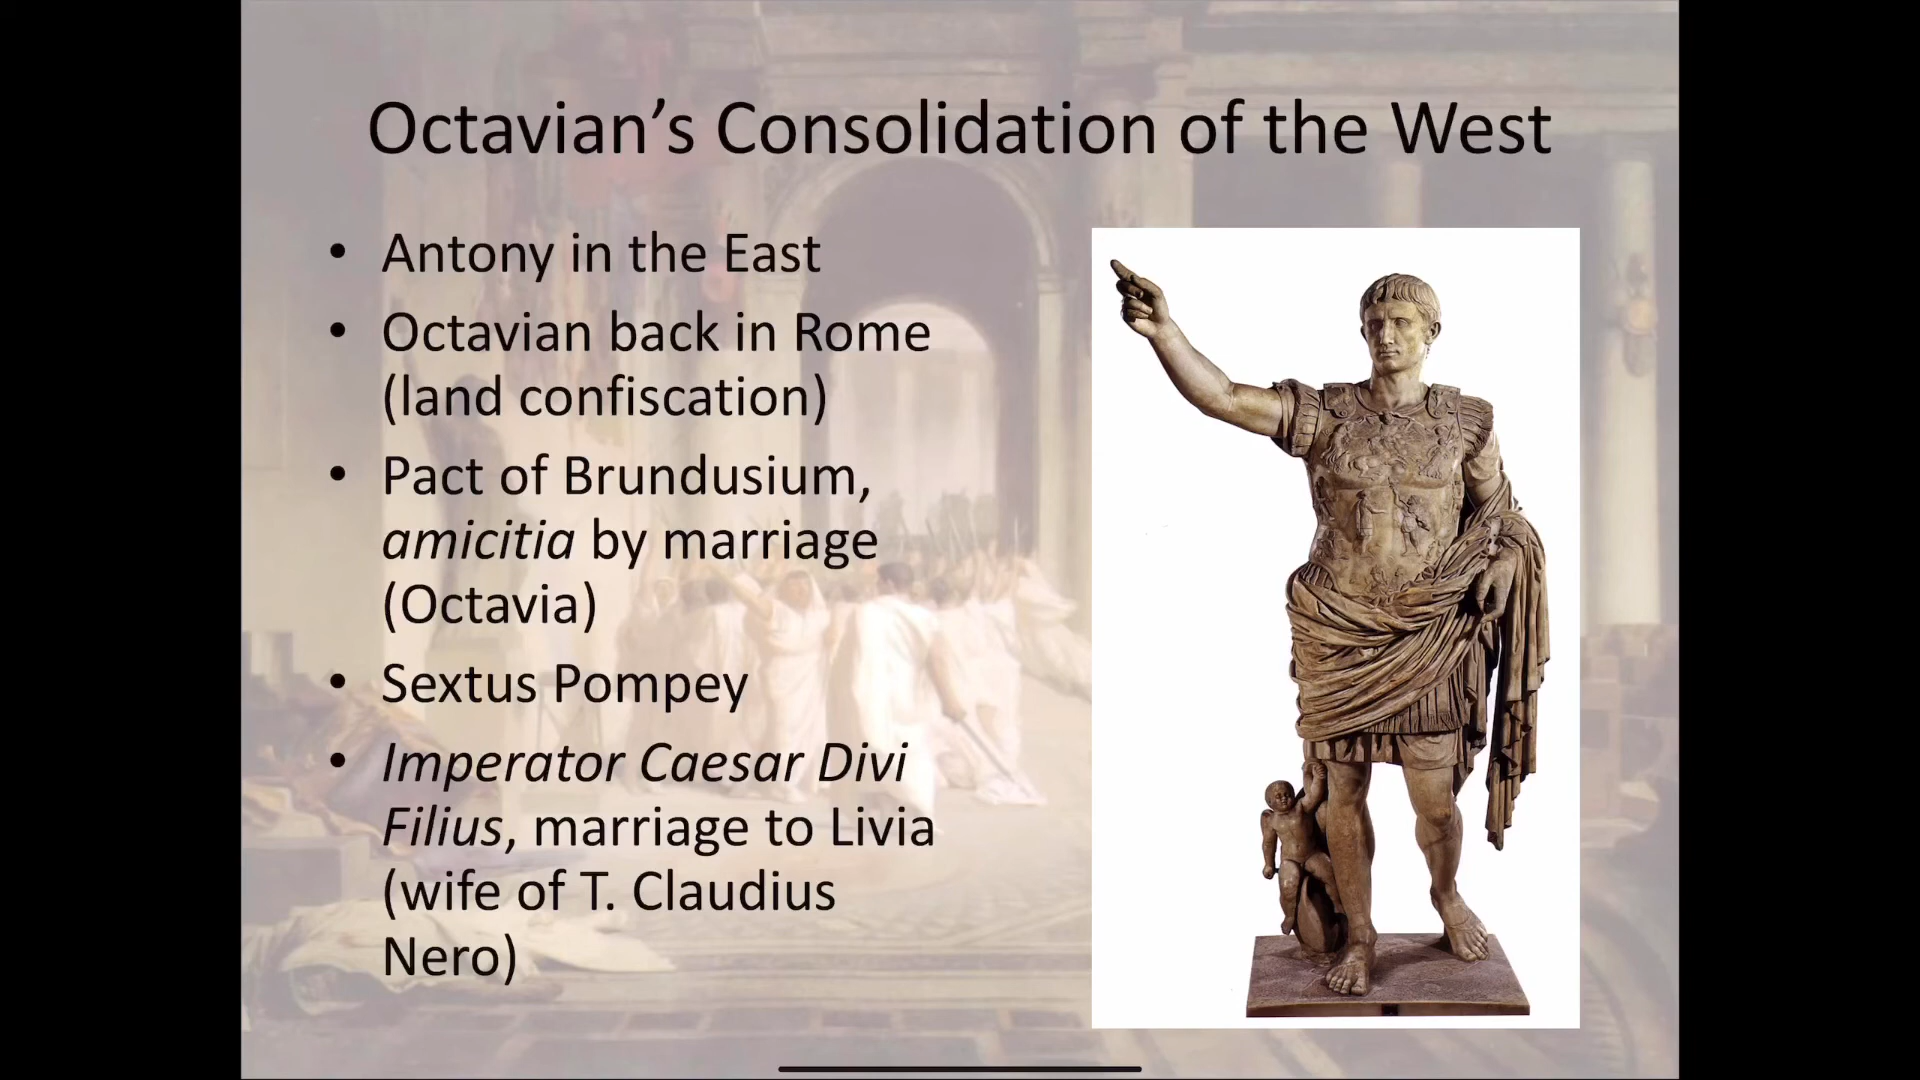 Octavian’s Consolidation of the West
• Antony in the East
• Octavian back in Rome
(land confiscation)
• Pact of Brundusium,
amicitia by marriage
(Octavia)
• Sextus Pompey
• Imperator Caesar Divi
Filius, marriage to Livia
(wife of T. Claudius
Nero)